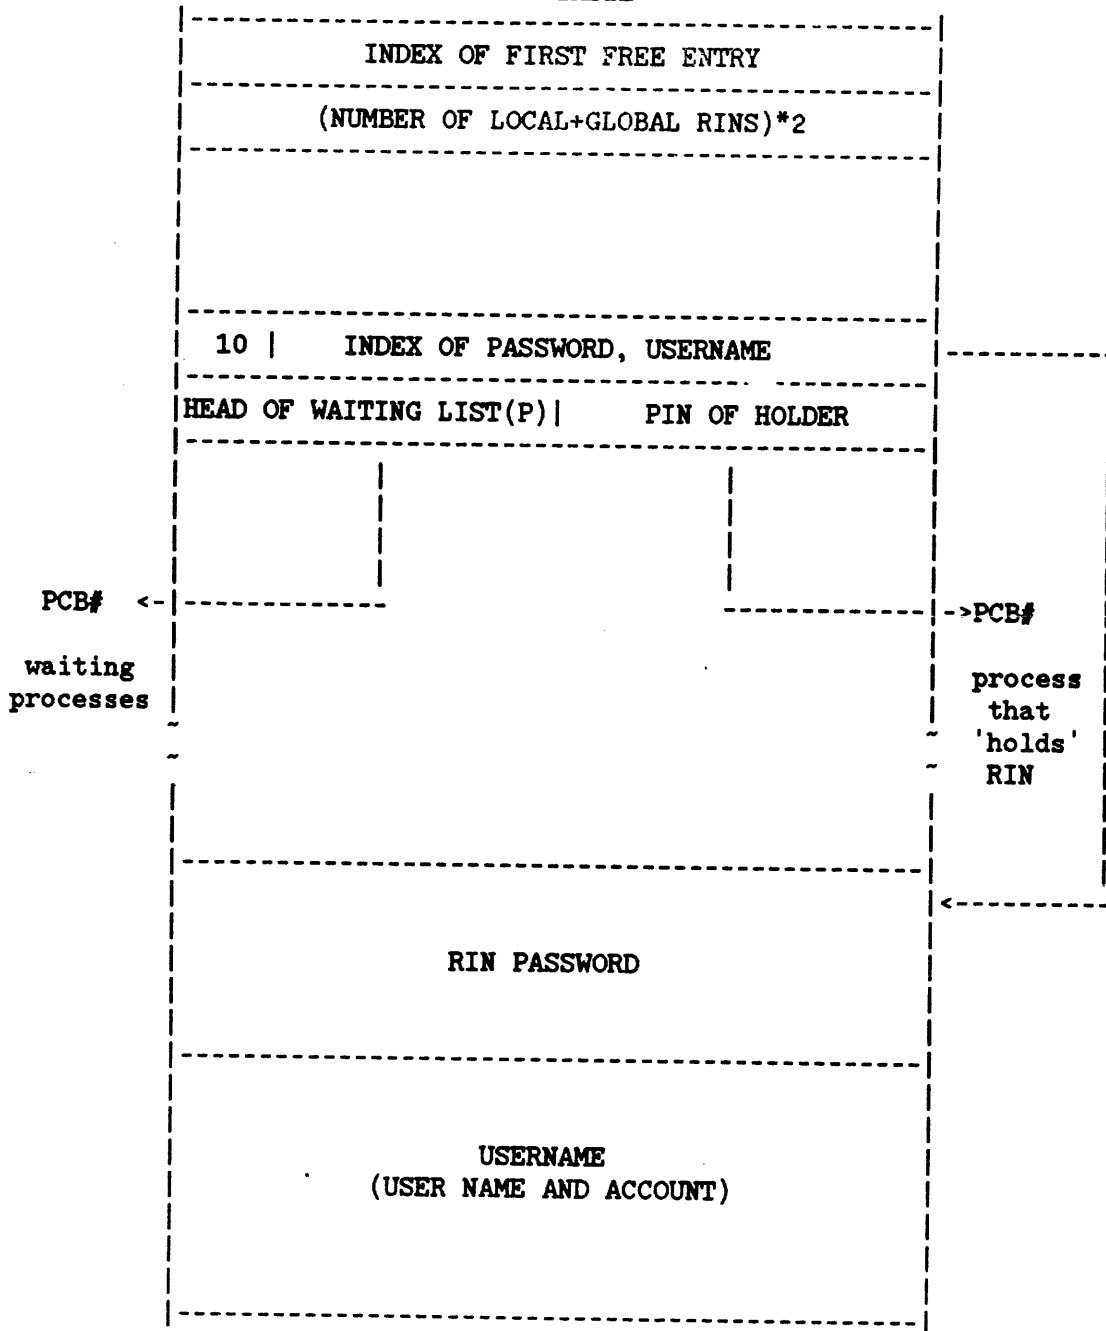 INDEX OF FIRST FREE ENTRY
(NUMBER OF LOCAL+GLOBAL RINS)*2
10 | INDEX OF PASSWORD, USERNAME
HEAD OF WAITING LIST(P)| PIN OF HOLDER
PCB# <- ->PCB#
waiting
processes
process
that
'holds'
RIN
RIN PASSWORD
USERNAME
(USER NAME AND ACCOUNT)